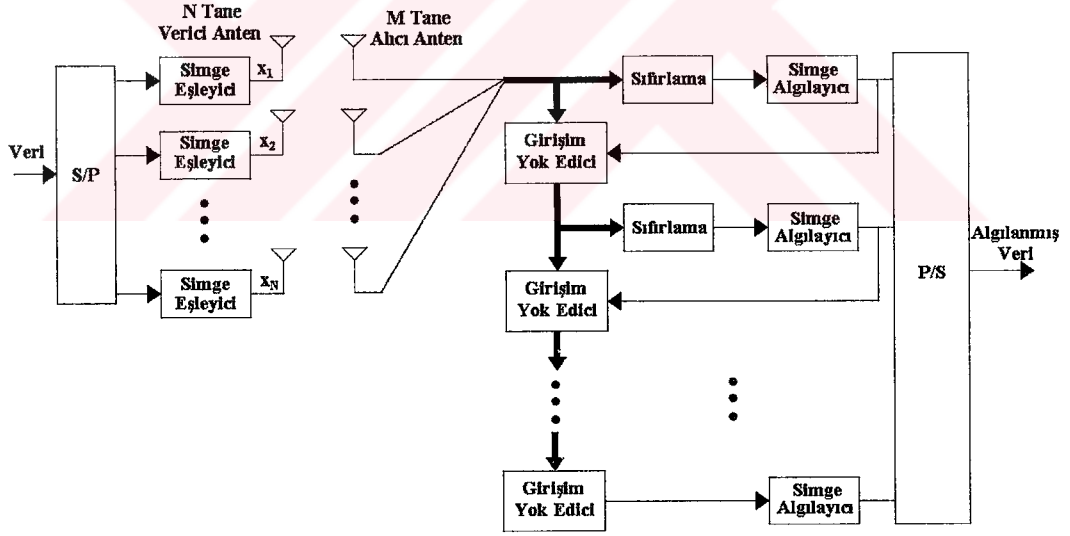 N Tane
Verici Anten
M Tane
Alıcı Anten
Veri
S/P
Simge
Eşleyici
x1
Simge
Eşleyici
x2
Simge
Eşleyici
xN
Sıfırlama
Simge
Algılayıcı
Girişim
Yok Edici
Sıfırlama
Simge
Algılayıcı
Girişim
Yok Edici
Girişim
Yok Edici
Simge
Algılayıcı
P/S
Algılanmış
Veri